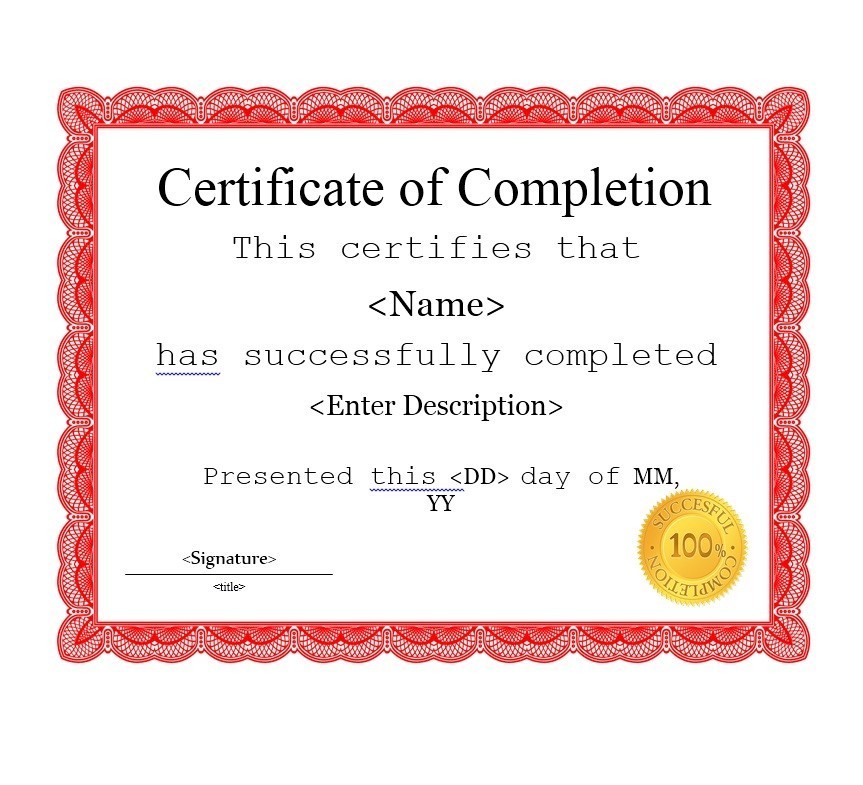 Certificate of Completion
This certifies that
<Name>
has successfully completed
<Enter Description>
Presented this <DD> day of MM,
YY
SUCCESFUL
100%
COMPLETION
<Signature>
<title>